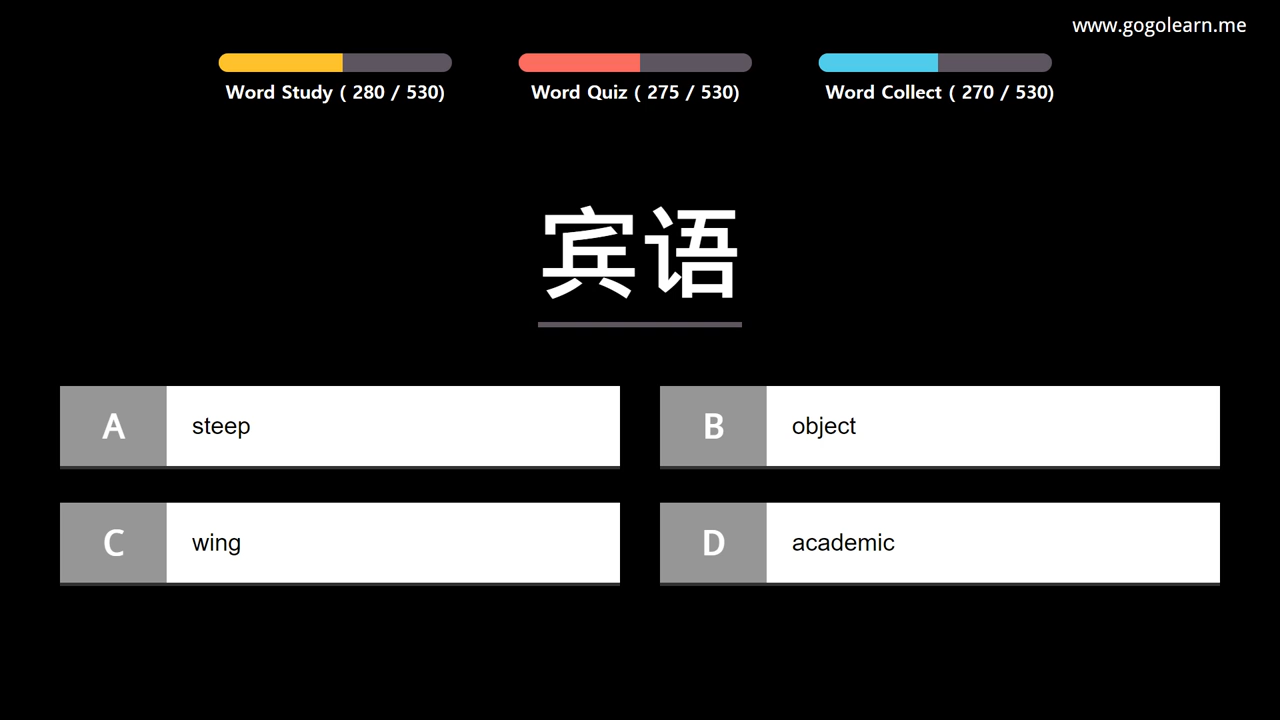 www.gogolearn.me
Word Study ( 280 / 530)
Word Quiz ( 275 / 530)
Word Collect ( 270 / 530)
宾语
A steep
B object
C wing
D academic